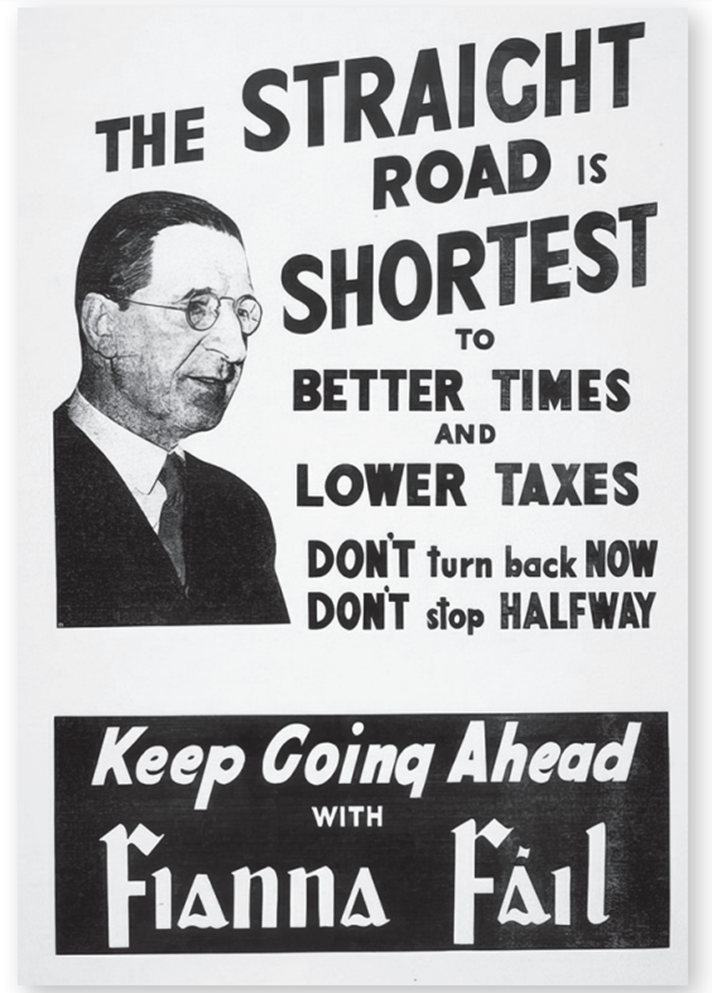 THE STRAIGHT
ROAD IS
SHORTEST
TO
BETTER TIMES
AND
LOWER TAXES
DON'T turn back NOW
DON'T stop HALFWAY
Keep Going Ahead
WITH
Fianna Fáil